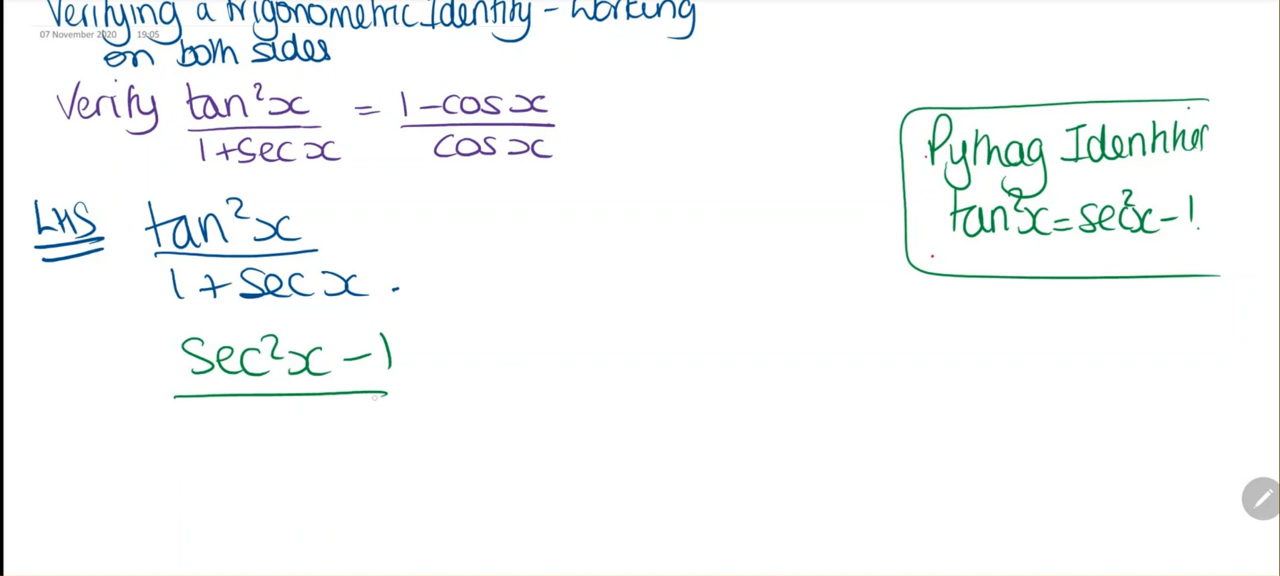 Verifying a trigonometric Identity - Working
07 November 2020 19:05
on both sides
Verify tan²x / 1+sec x = 1-cos x / cos x
Pythag Identities
tan²x = sec²x - 1
LHS tan²x / 1+sec x .
sec²x - 1